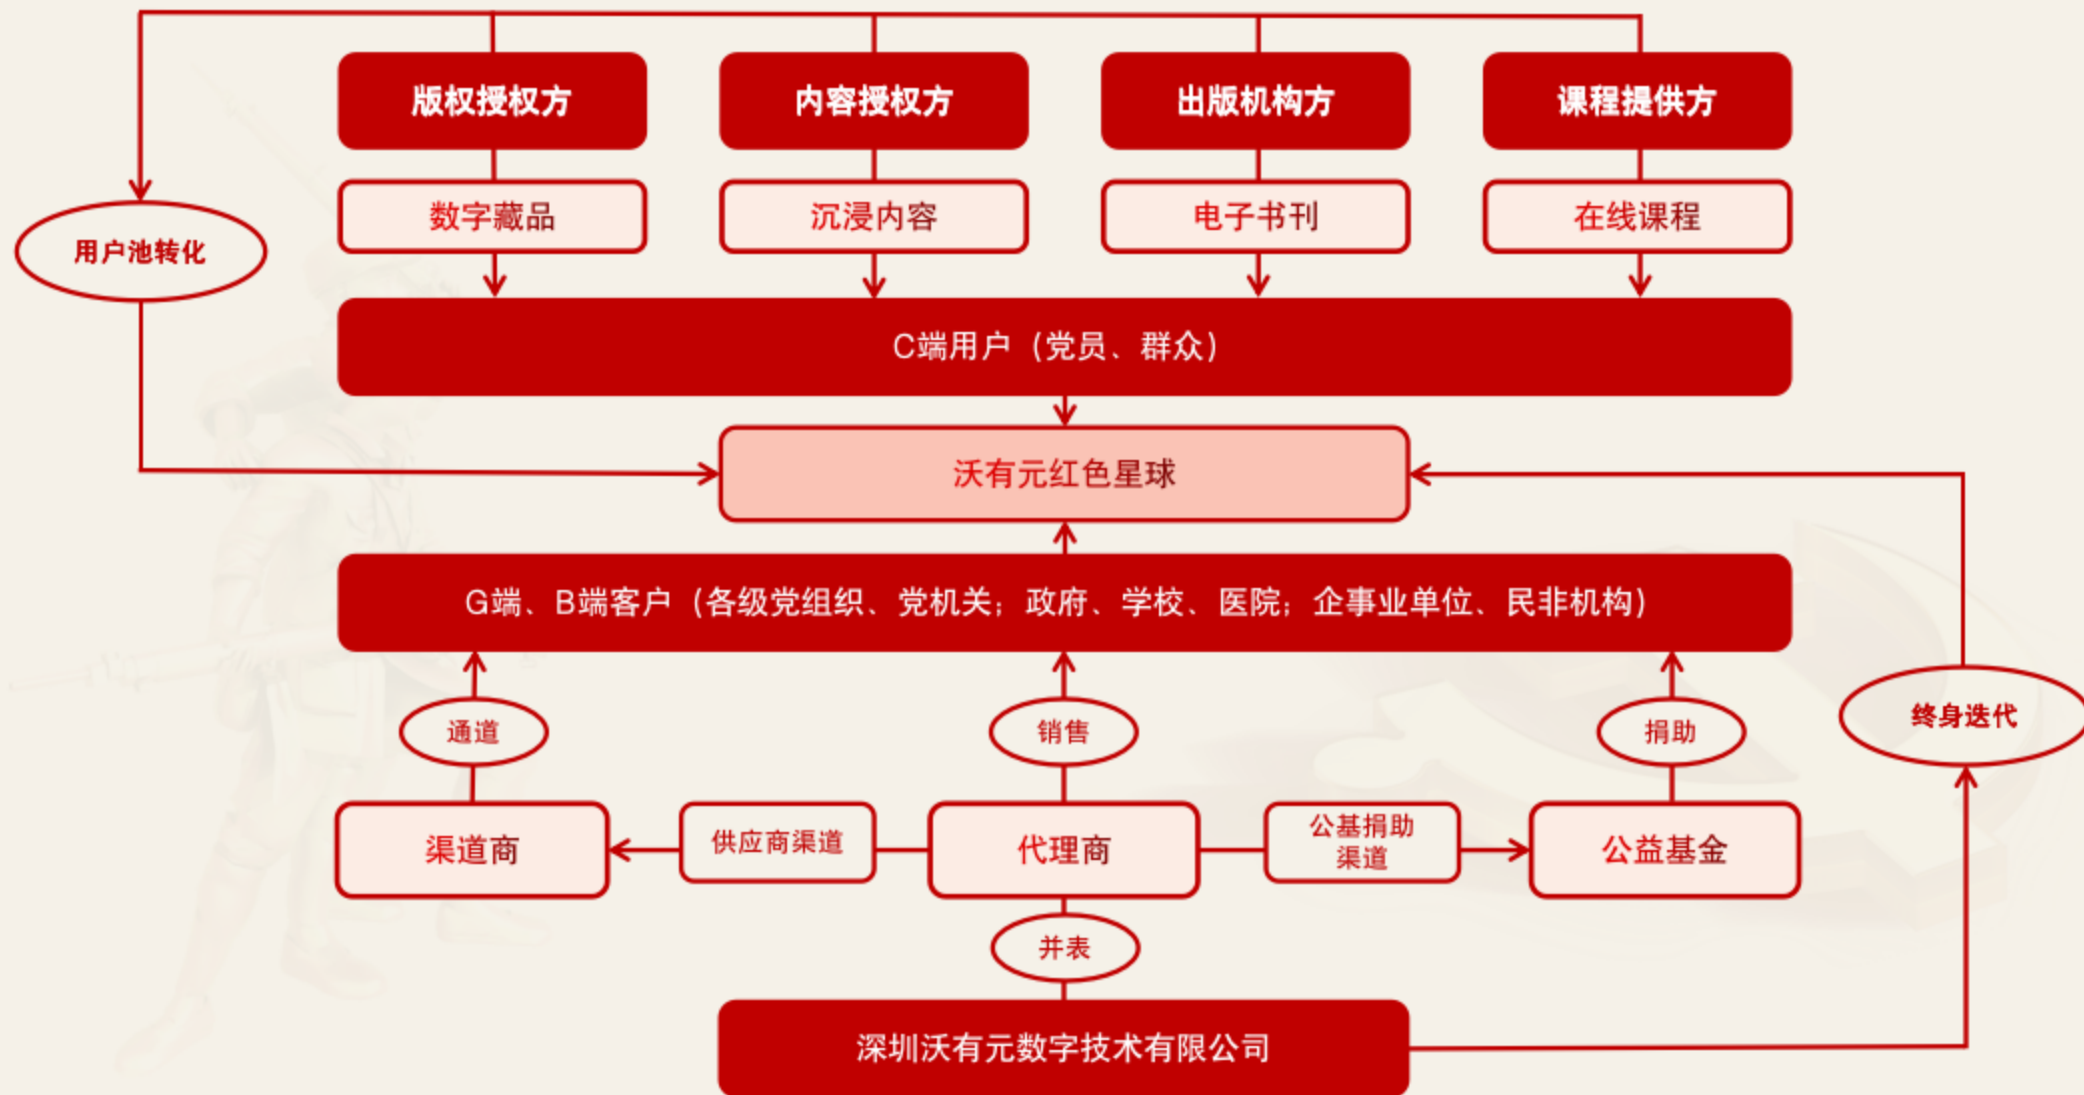 版权授权方
内容授权方
出版机构方
课程提供方
数字藏品
沉浸内容
电子书刊
在线课程
用户池转化
C端用户（党员、群众）
沃有元红色星球
G端、B端客户（各级党组织、党机关；政府、学校、医院；企事业单位、民非机构）
通道
销售
捐助
终身迭代
渠道商
供应商渠道
代理商
公基捐助
渠道
公益基金
并表
深圳沃有元数字技术有限公司